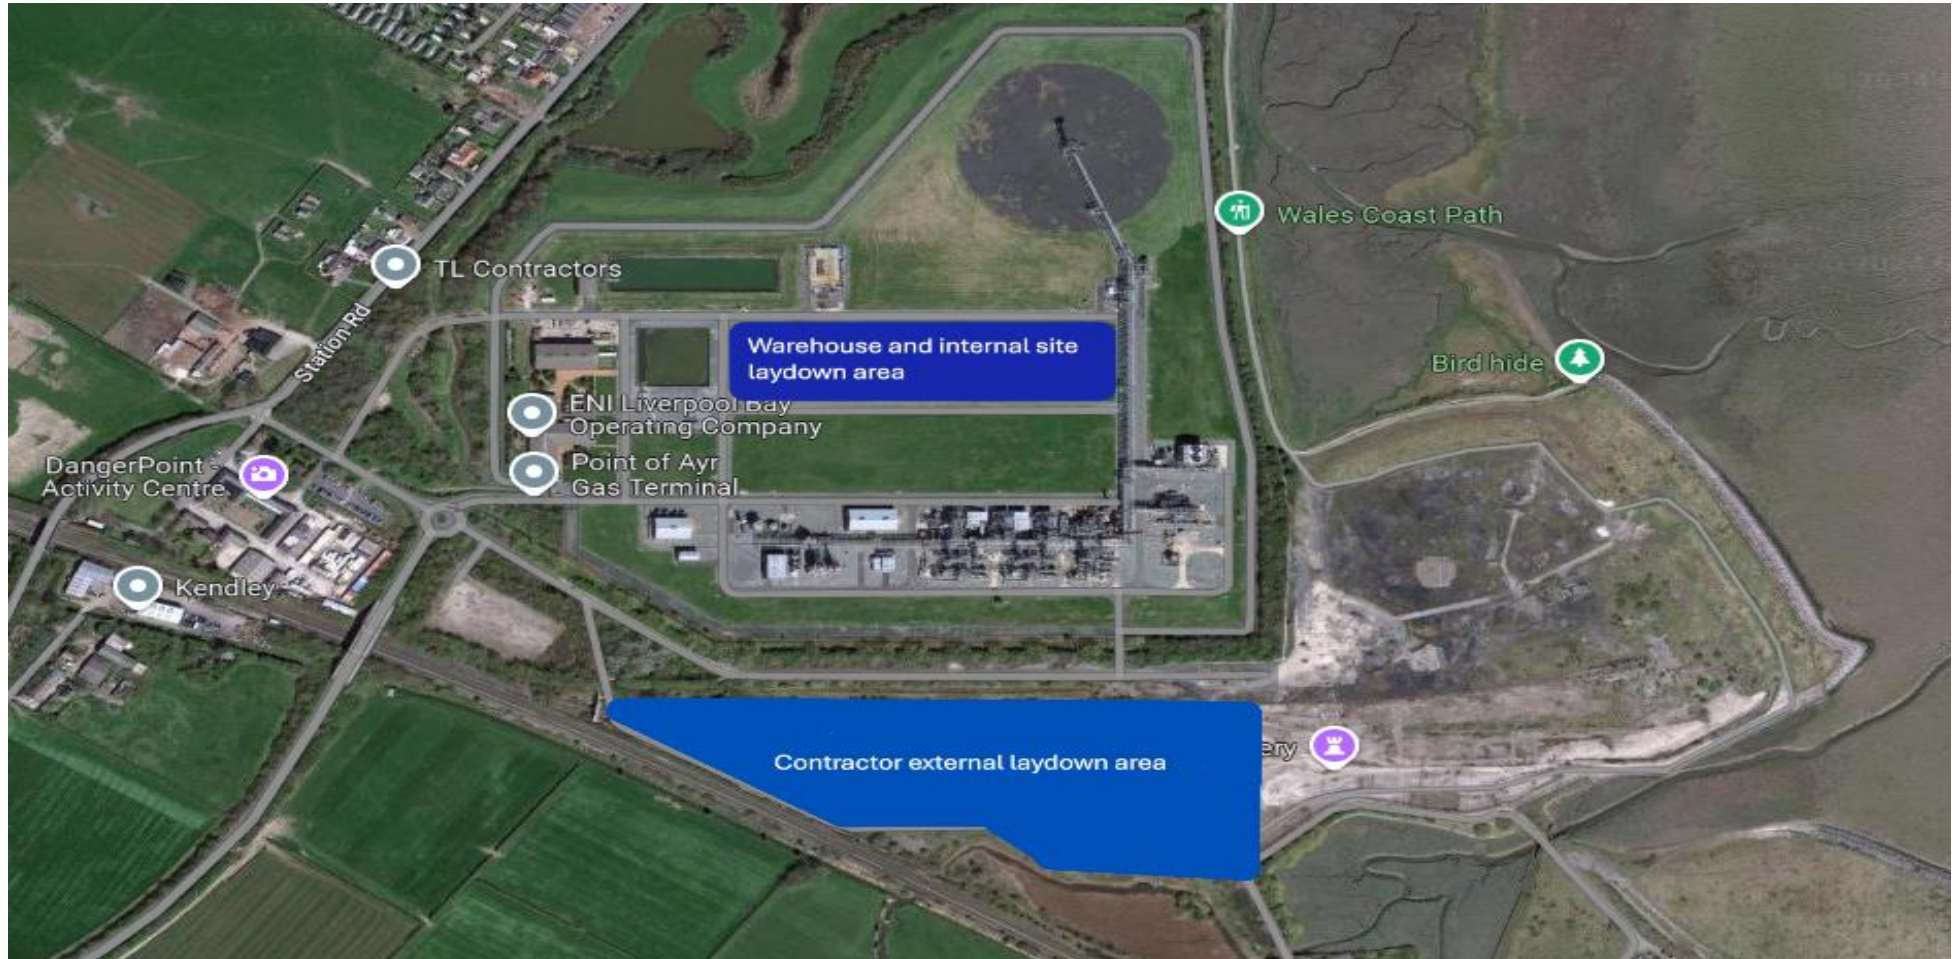 Wales Coast Path
TL Contractors
Station Rd
Warehouse and internal site
laydown area
Bird hide
ENI Liverpool Bay
Operating Company
DangerPoint -
Activity Centre
Point of Ayr
Gas Terminal
Kendley
ery
Contractor external laydown area